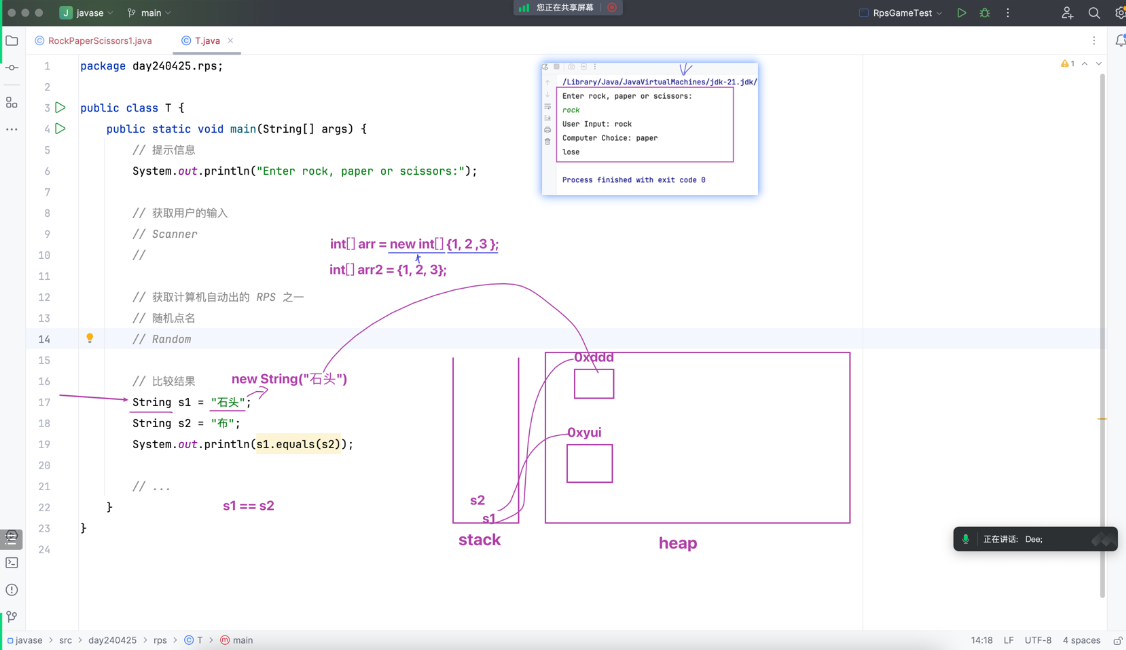 javase
main
您正在共享屏幕
RpsGameTest
RockPaperScissors1.java
T.java
1 package day240425.rps;
2
3 public class T {
4 public static void main(String[] args) {
5 // 提示信息
6 System.out.println("Enter rock, paper or scissors:");
7
8 // 获取用户的输入
9 // Scanner
10 //
11
12 // 获取计算机自动出的 RPS 之一
13 // 随机点名
14 // Random
15
16 // 比较结果
17 String s1 = "石头";
18 String s2 = "布";
19 System.out.println(s1.equals(s2));
20
21 // ...
22 }
23 }
24
1
/Library/Java/JavaVirtualMachines/jdk-21.jdk/
Enter rock, paper or scissors:
rock
User Input: rock
Computer Choice: paper
lose
Process finished with exit code 0
int[] arr = new int[] {1, 2 ,3 };
int[] arr2 = {1, 2, 3};
new String("石头")
0xddd
0xyui
s2
s1
s1 == s2
stack
heap
正在讲话: Dee;
javase > src > day240425 > rps > T > main
14:18 LF UTF-8 4 spaces